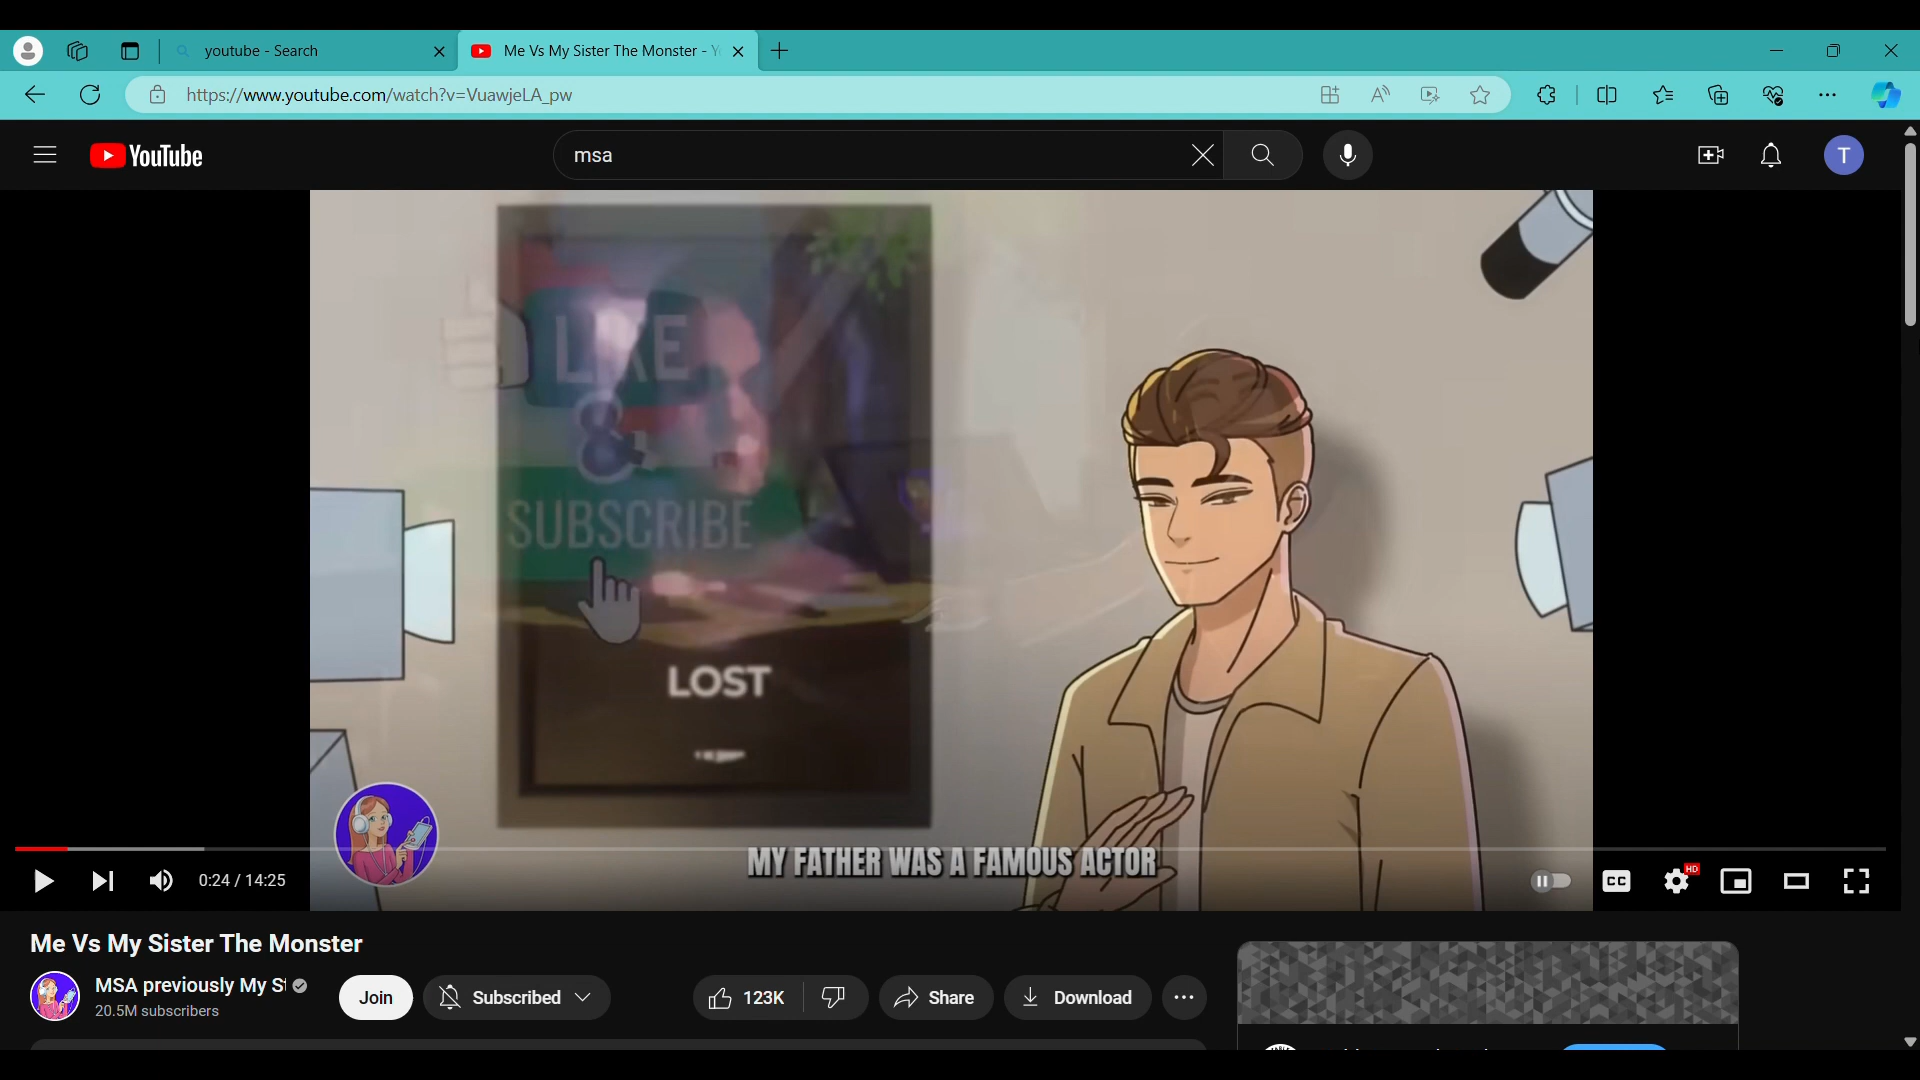 youtube - Search
Me Vs My Sister The Monster -
https://www.youtube.com/watch?v=VuawjeLA_pw
YouTube
msa
T
LIKE
&
SUBSCRIBE
LOST
MY FATHER WAS A FAMOUS ACTOR
0:24 / 14:25
CC
HD
Me Vs My Sister The Monster
MSA previously My St
20.5M subscribers
Join
Subscribed
123K
Share
Download